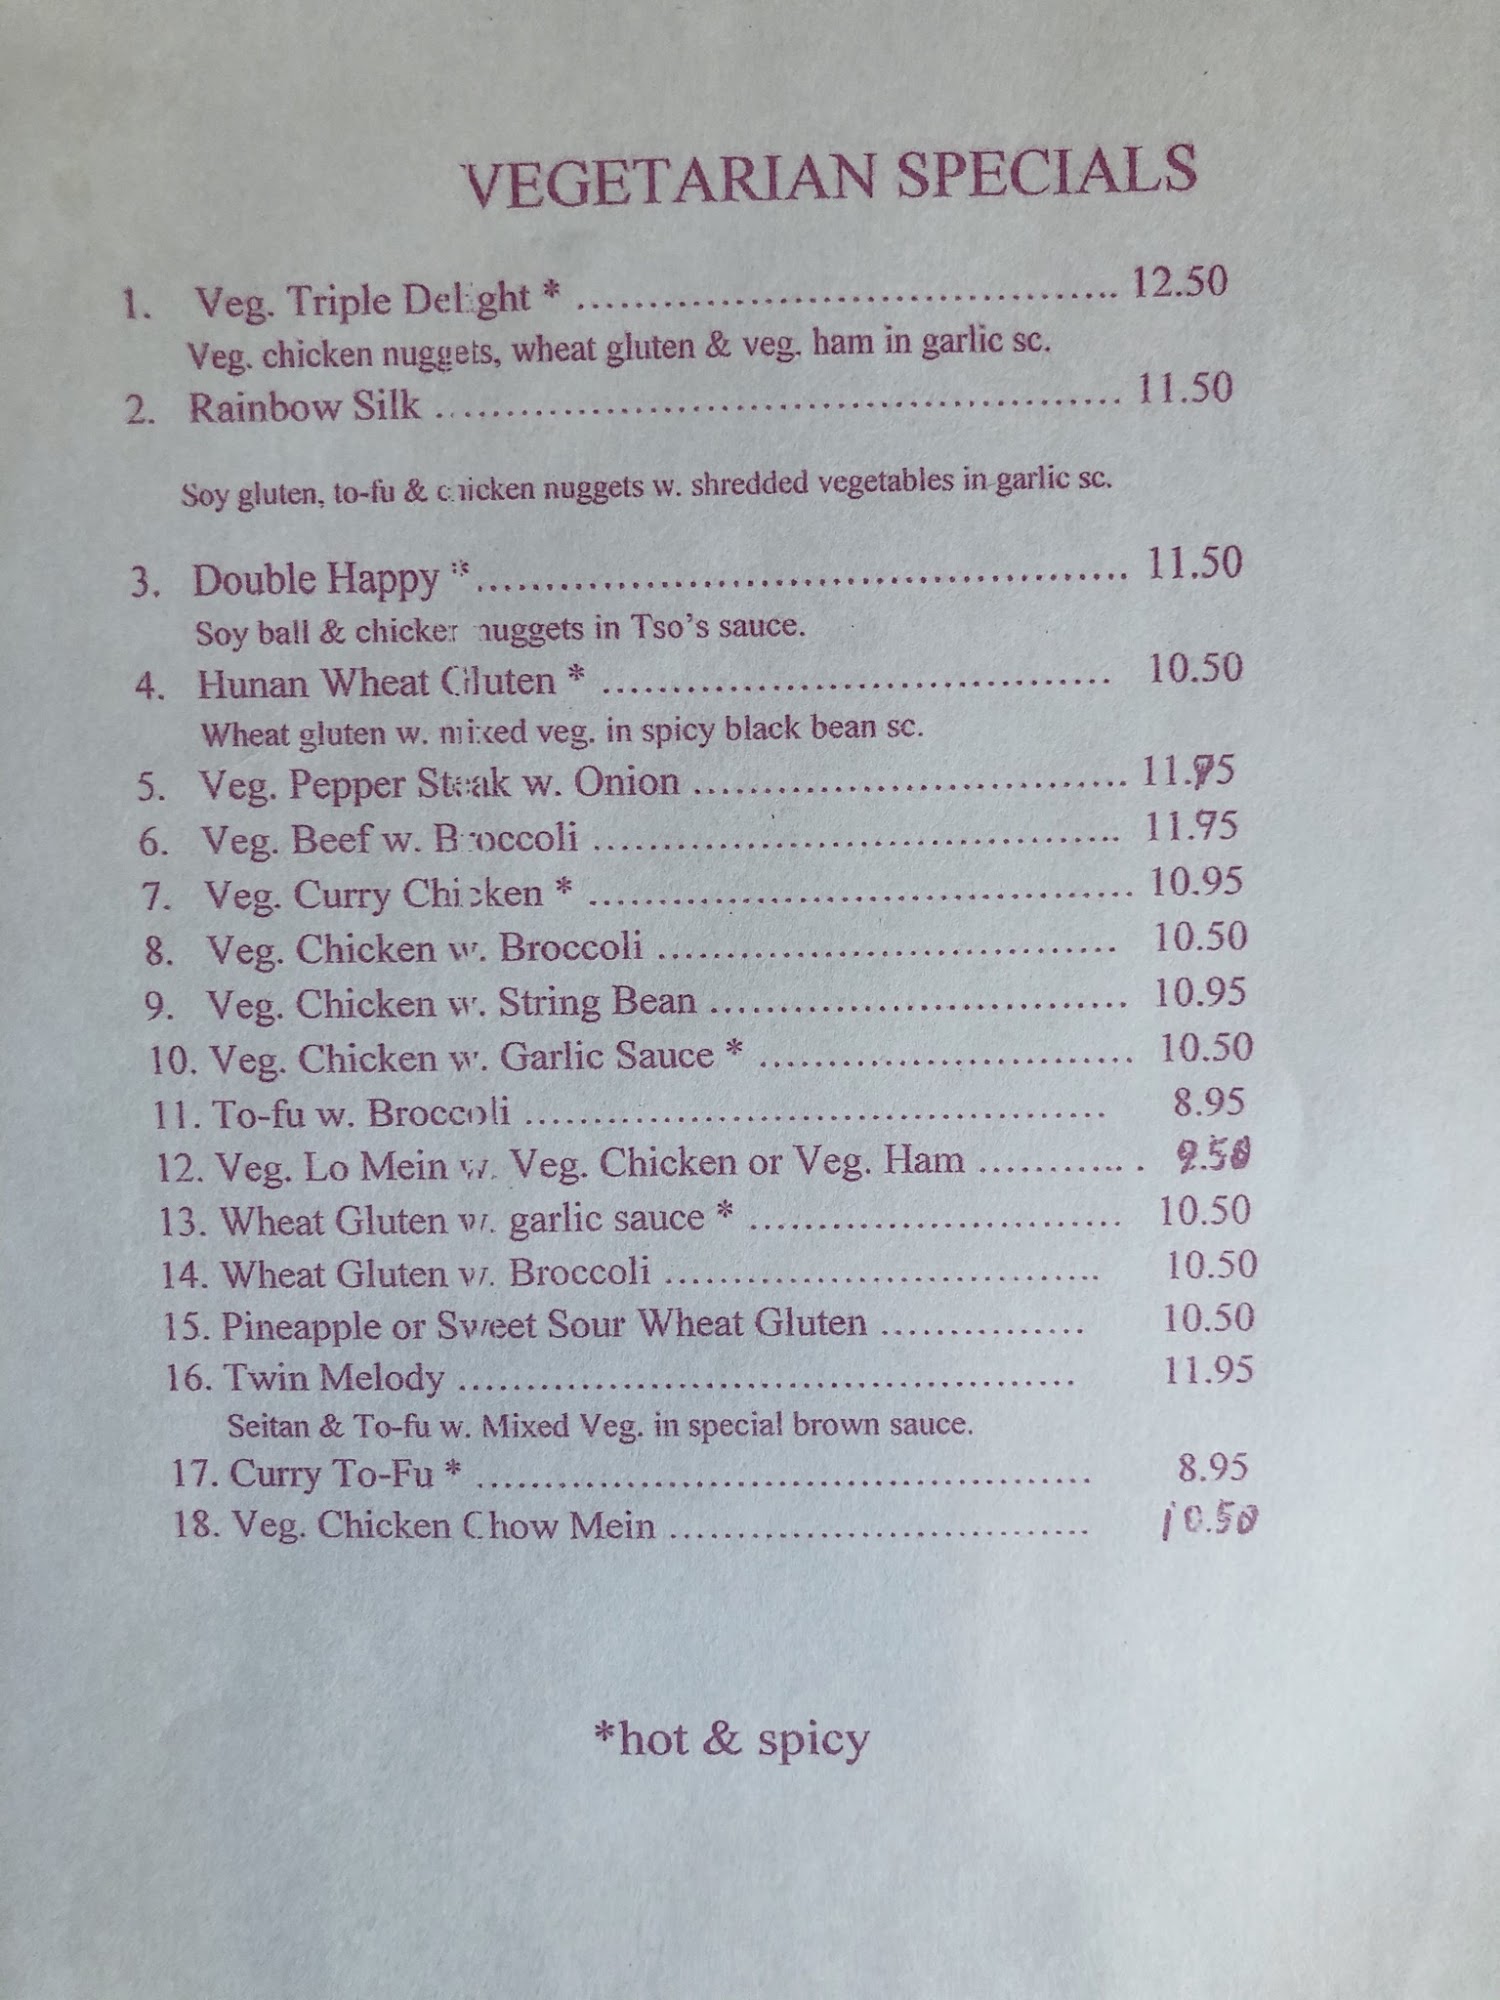 VEGETARIAN SPECIALS
1. Veg. Triple Delight * ........................................ 12.50
Veg. chicken nuggets, wheat gluten & veg. ham in garlic sc.
2. Rainbow Silk .................................................. 11.50
Soy gluten, to-fu & chicken nuggets w. shredded vegetables in garlic sc.
3. Double Happy * ............................................... 11.50
Soy ball & chicken nuggets in Tso's sauce.
4. Hunan Wheat Gluten * ..................................... 10.50
Wheat gluten w. mixed veg. in spicy black bean sc.
5. Veg. Pepper Steak w. Onion ............................... 11.95
6. Veg. Beef w. Broccoli ...................................... 11.95
7. Veg. Curry Chicken * ....................................... 10.95
8. Veg. Chicken w. Broccoli ................................. 10.50
9. Veg. Chicken w. String Bean .............................. 10.95
10. Veg. Chicken w. Garlic Sauce * ........................... 10.50
11. To-fu w. Broccoli .......................................... 8.95
12. Veg. Lo Mein w. Veg. Chicken or Veg. Ham ............ 9.50
13. Wheat Gluten w. garlic sauce * ........................... 10.50
14. Wheat Gluten w. Broccoli ................................ 10.50
15. Pineapple or Sweet Sour Wheat Gluten ............... 10.50
16. Twin Melody ............................................. 11.95
Seitan & To-fu w. Mixed Veg. in special brown sauce.
17. Curry To-Fu * ............................................. 8.95
18. Veg. Chicken Chow Mein ............................... 10.50
*hot & spicy